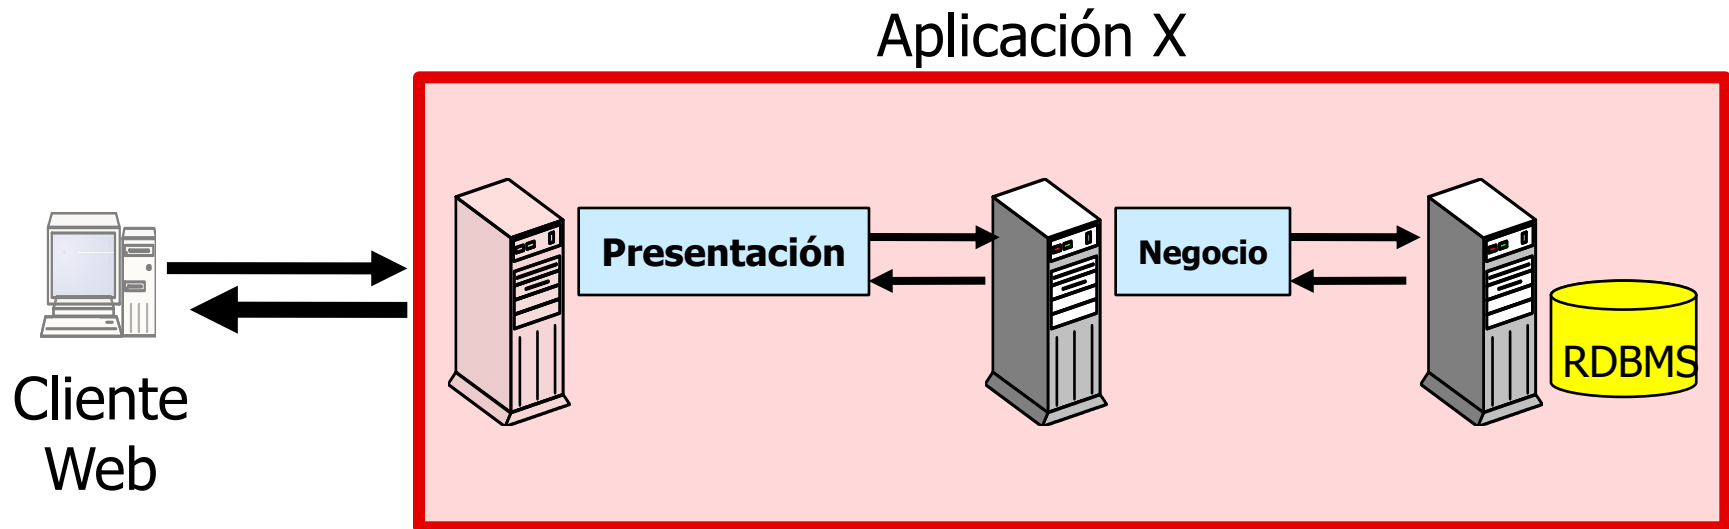 Aplicación X
Presentación
Negocio
RDBMS
Cliente
Web